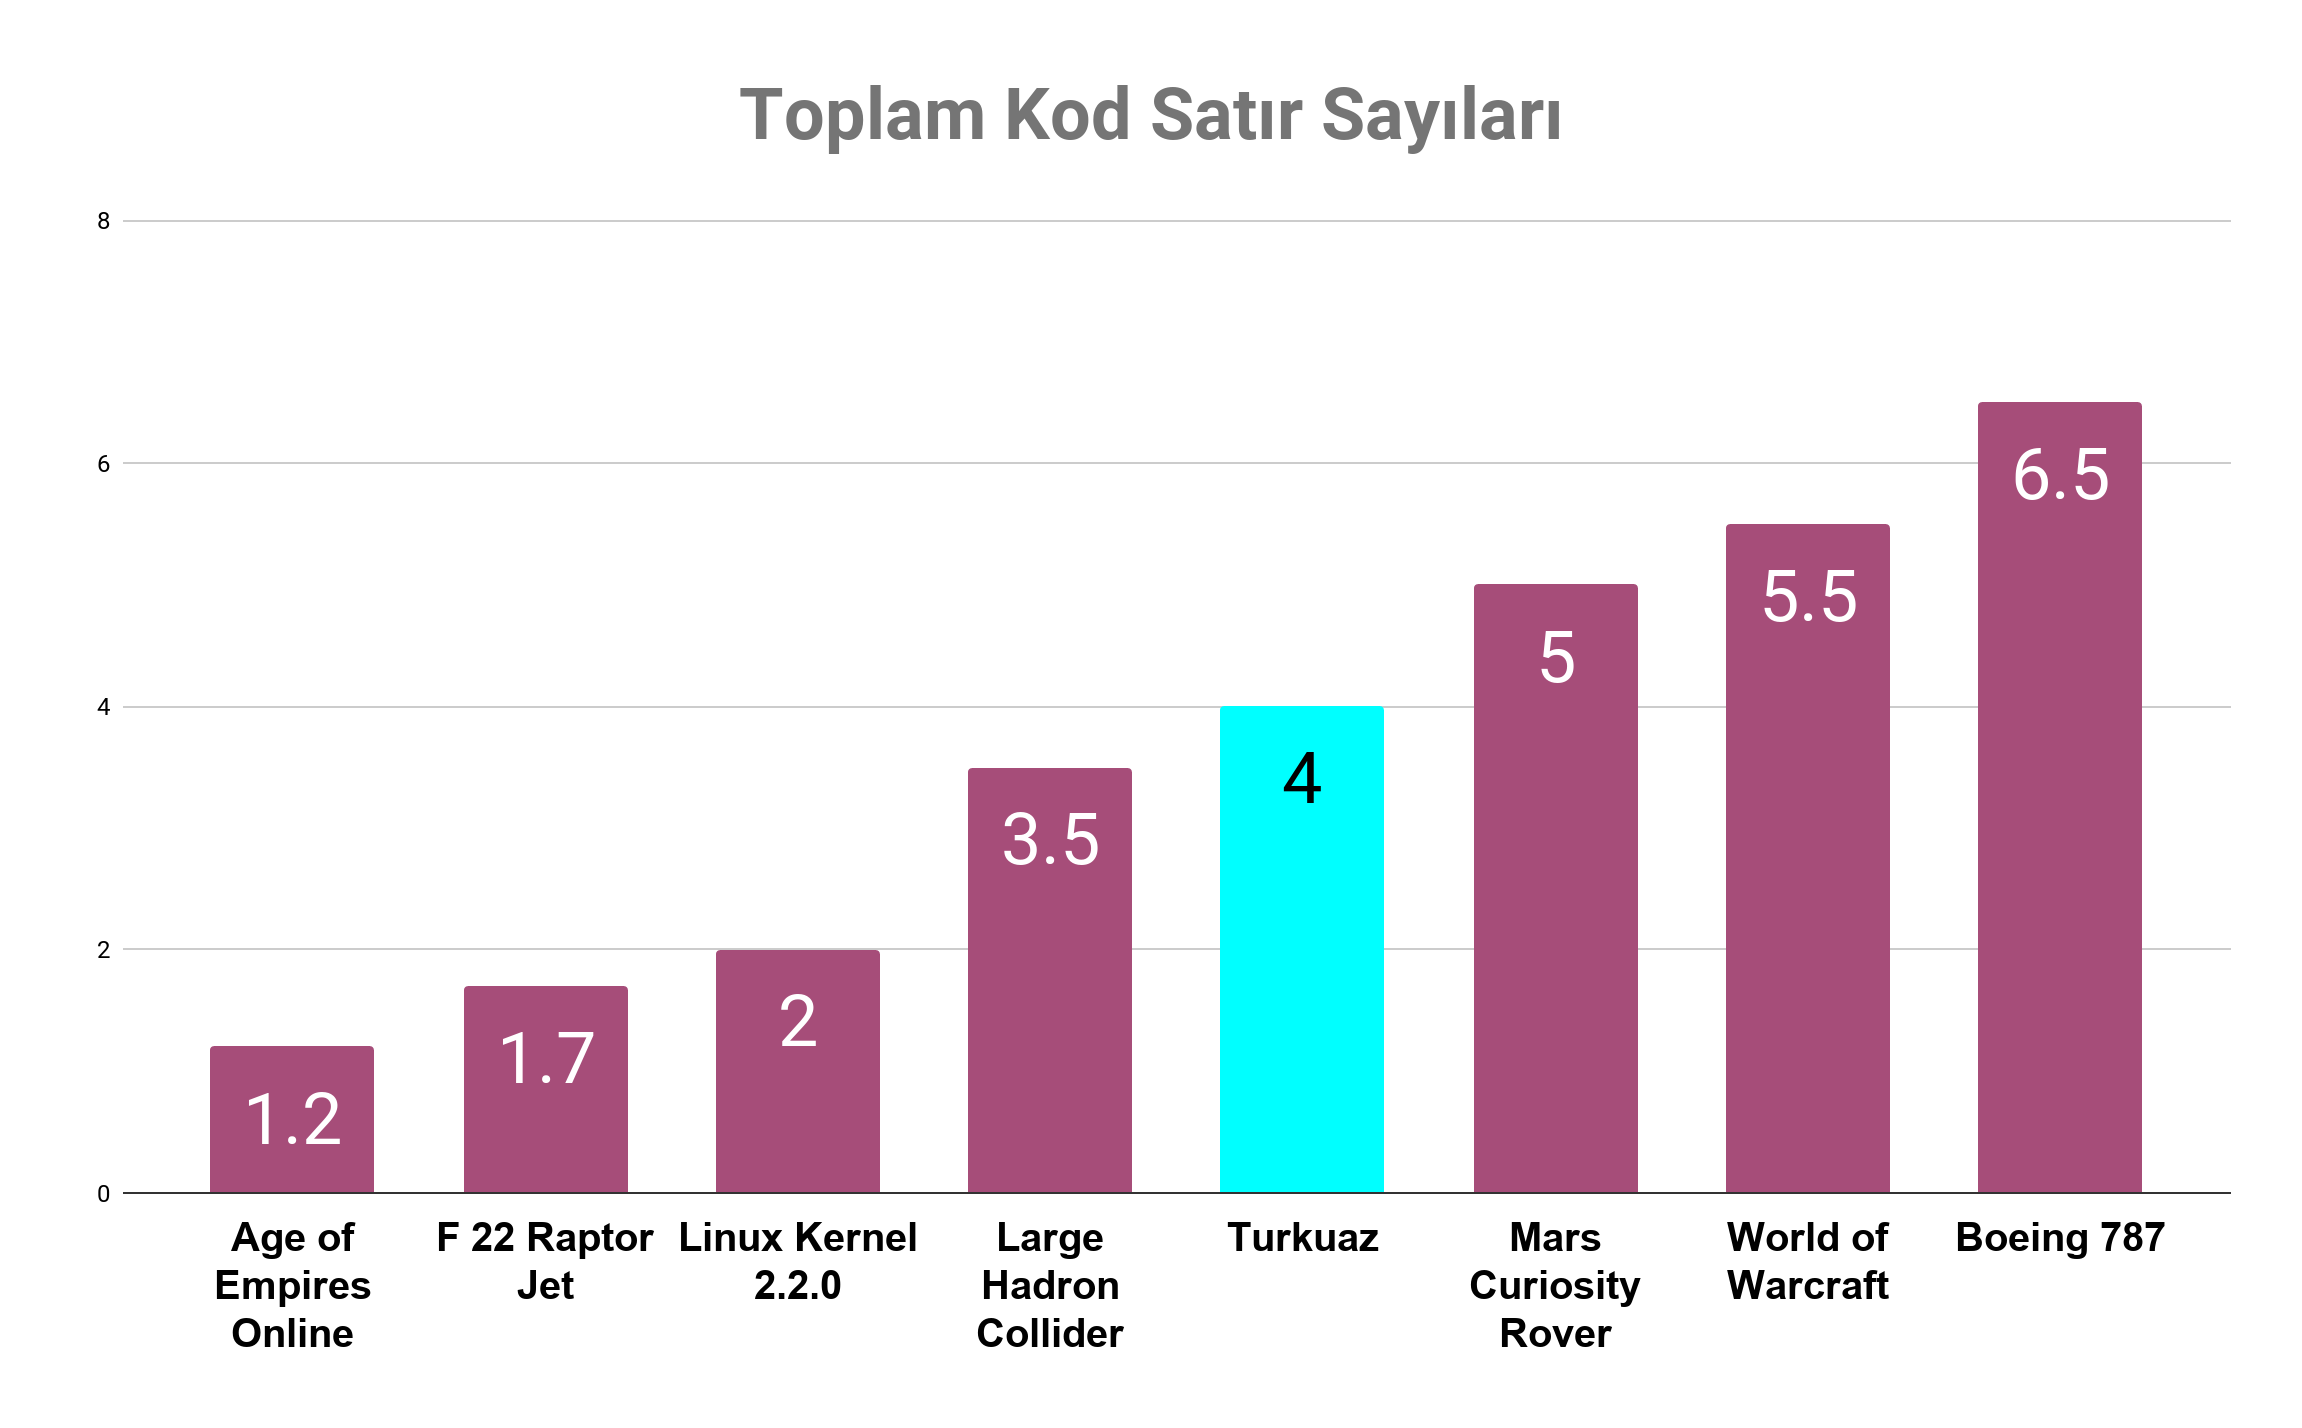 Toplam Kod Satır Sayıları
8
6
4
2
0
1.2
1.7
2
3.5
4
5
5.5
6.5
Age of
Empires
Online
F 22 Raptor
Jet
Linux Kernel
2.2.0
Large
Hadron
Collider
Turkuaz
Mars
Curiosity
Rover
World of
Warcraft
Boeing 787